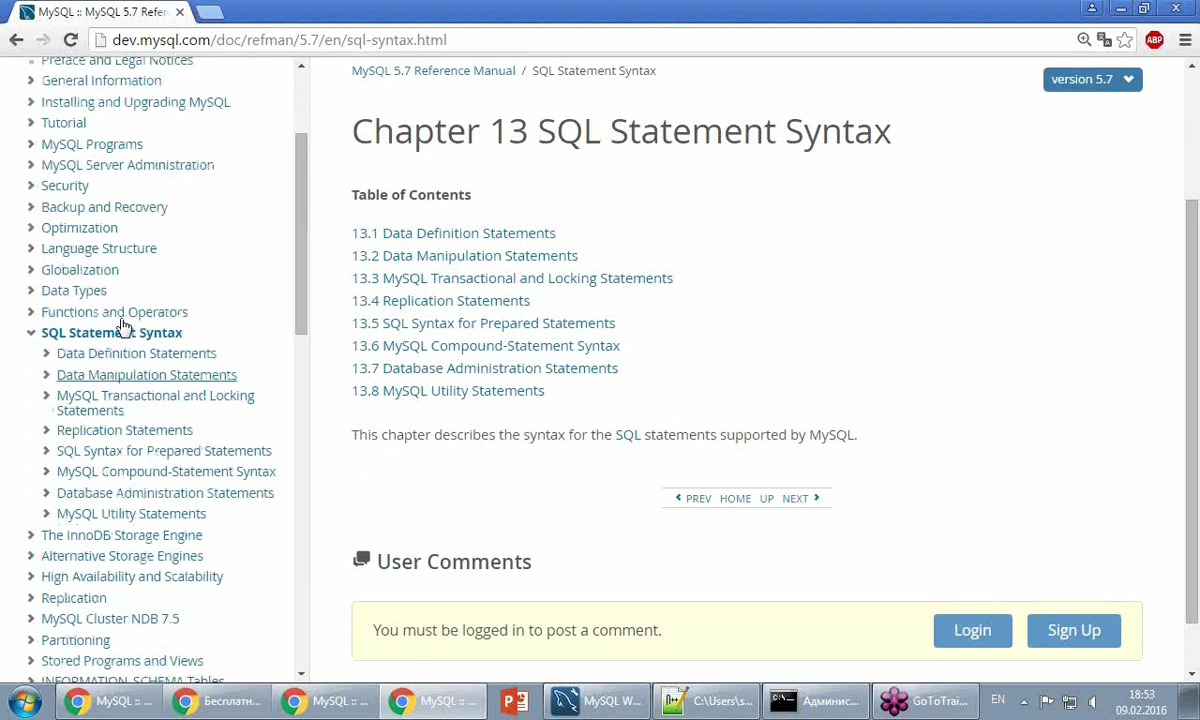 MySQL :: MySQL 5.7 Refer
dev.mysql.com/doc/refman/5.7/en/sql-syntax.html
ABP
Preface and Legal Notices
General Information
Installing and Upgrading MySQL
Tutorial
MySQL Programs
MySQL Server Administration
Security
Backup and Recovery
Optimization
Language Structure
Globalization
Data Types
Functions and Operators
SQL Statement Syntax
Data Definition Statements
Data Manipulation Statements
MySQL Transactional and Locking
Statements
Replication Statements
SQL Syntax for Prepared Statements
MySQL Compound-Statement Syntax
Database Administration Statements
MySQL Utility Statements
The InnoDB Storage Engine
Alternative Storage Engines
High Availability and Scalability
Replication
MySQL Cluster NDB 7.5
Partitioning
Stored Programs and Views
INFORMATION_SCHEMA Tables
MySQL 5.7 Reference Manual / SQL Statement Syntax
version 5.7
Chapter 13 SQL Statement Syntax
Table of Contents
13.1 Data Definition Statements
13.2 Data Manipulation Statements
13.3 MySQL Transactional and Locking Statements
13.4 Replication Statements
13.5 SQL Syntax for Prepared Statements
13.6 MySQL Compound-Statement Syntax
13.7 Database Administration Statements
13.8 MySQL Utility Statements
This chapter describes the syntax for the SQL statements supported by MySQL.
PREV HOME UP NEXT
User Comments
You must be logged in to post a comment.
Login
Sign Up
MySQL :: ...
Бесплатн...
MySQL :: ...
MySQL :: ...
MySQL W...
C:\Users\s...
Админис...
GoToTrai...
EN
18:53
09.02.2016